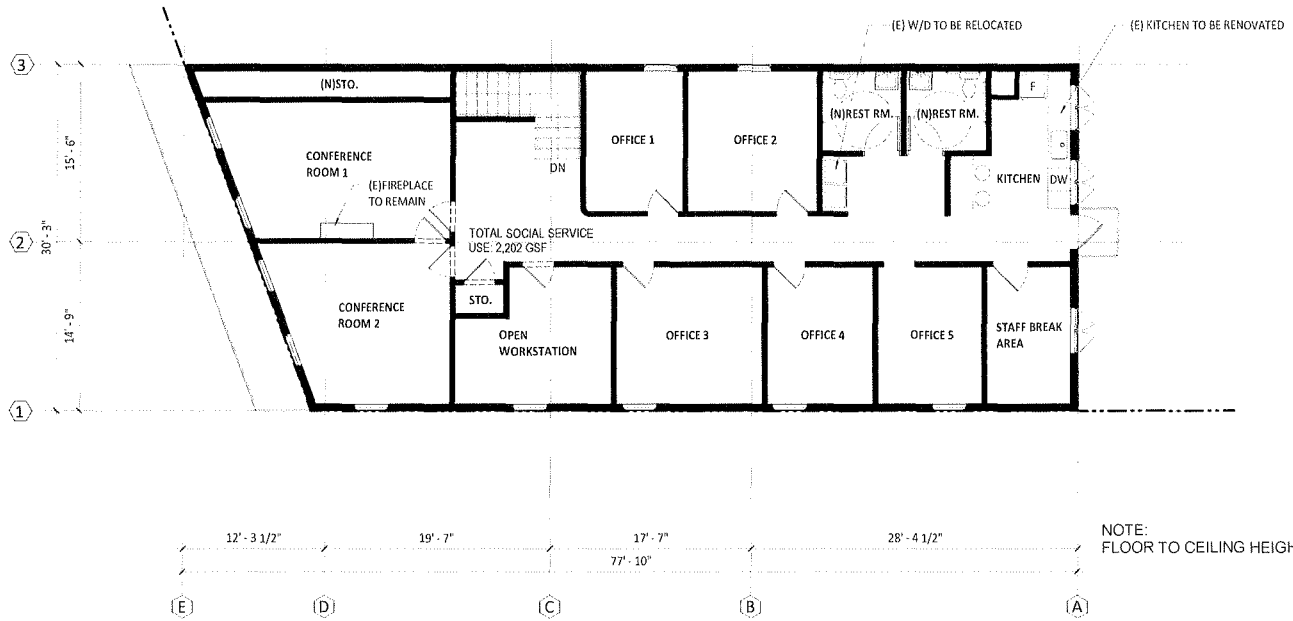 (E) W/D TO BE RELOCATED
(E) KITCHEN TO BE RENOVATED
3
(N)STO.
F
(N)REST RM.
(N)REST RM.
OFFICE 1
OFFICE 2
15' - 6"
CONFERENCE
ROOM 1
DN
KITCHEN
DW
(E)FIREPLACE
TO REMAIN
2
30' - 3"
TOTAL SOCIAL SERVICE
USE: 2,202 GSF
STO.
14' - 9"
CONFERENCE
ROOM 2
OPEN
WORKSTATION
OFFICE 3
OFFICE 4
OFFICE 5
STAFF BREAK
AREA
1
12' - 3 1/2"
19' - 7"
17' - 7"
28' - 4 1/2"
77' - 10"
NOTE:
FLOOR TO CEILING
E
D
C
B
A